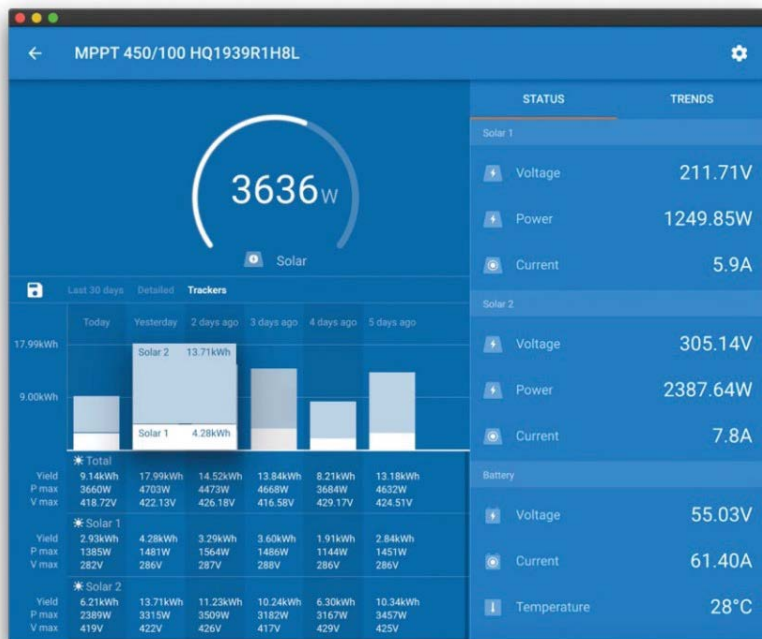 MPPT 450/100 HQ1939R1H8L
3636W
Solar
Last 30 days Detailed Trackers
Today Yesterday 2 days ago 3 days ago 4 days ago 5 days ago
17.99kWh
Solar 2 13.71kWh
9.00kWh
Solar 1 4.28kWh
Total
Yield 9.14kWh 17.99kWh 14.52kWh 13.84kWh 8.21kWh 13.18kWh
P max 3660W 4703W 4473W 4668W 3684W 4632W
V max 418.72V 422.13V 426.18V 416.58V 429.17V 424.51V
Solar 1
Yield 2.93kWh 4.28kWh 3.29kWh 3.60kWh 1.91kWh 2.84kWh
P max 1385W 1481W 1564W 1486W 1144W 1451W
V max 282V 286V 287V 288V 286V 286V
Solar 2
Yield 6.21kWh 13.71kWh 11.23kWh 10.24kWh 6.30kWh 10.34kWh
P max 2389W 3315W 3509W 3182W 3167W 3457W
V max 419V 422V 426V 417V 429V 425V
STATUS TRENDS
Solar 1
Voltage 211.71V
Power 1249.85W
Current 5.9A
Solar 2
Voltage 305.14V
Power 2387.64W
Current 7.8A
Battery
Voltage 55.03V
Current 61.40A
Temperature 28°C